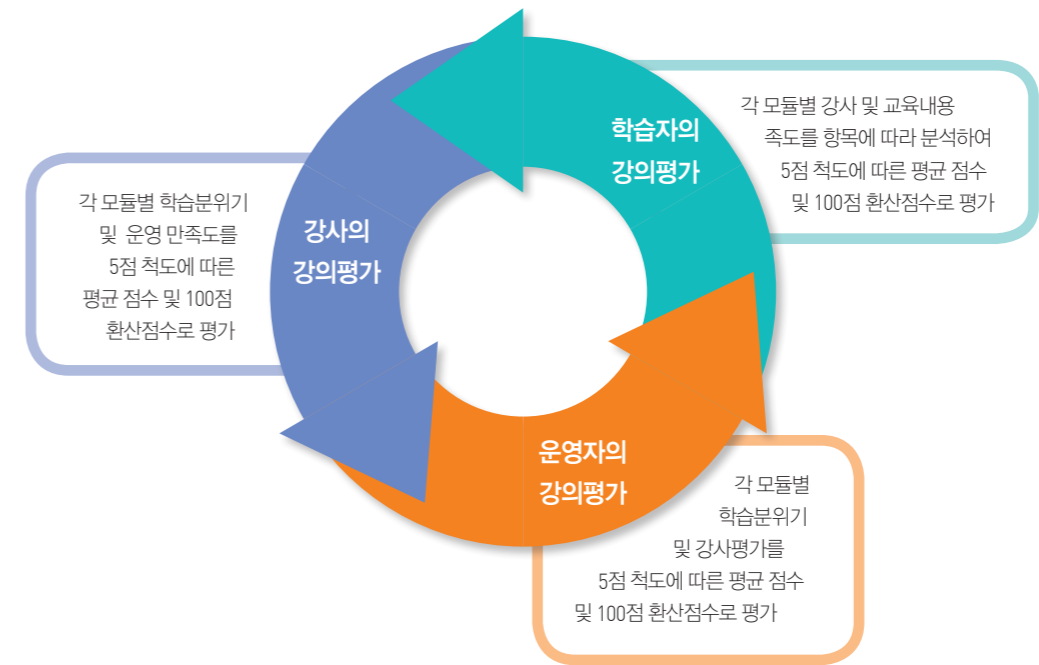 학습자의
강의평가
각 모듈별 강사 및 교육내용
족도를 항목에 따라 분석하여
5점 척도에 따른 평균 점수
및 100점 환산점수로 평가
강사의
강의평가
각 모듈별 학습분위기
및 운영 만족도를
5점 척도에 따른
평균 점수 및 100점
환산점수로 평가
운영자의
강의평가
각 모듈별
학습분위기
및 강사평가를
5점 척도에 따른 평균 점수
및 100점 환산점수로 평가